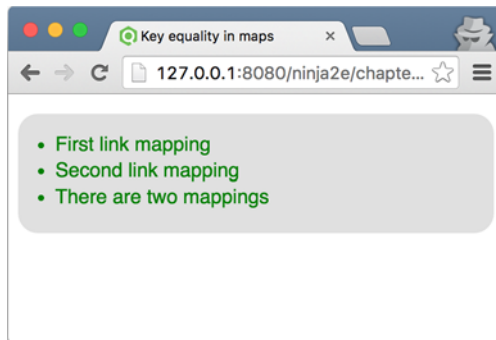 Key equality in maps
127.0.0.1:8080/ninja2e/chapte...
First link mapping
Second link mapping
There are two mappings